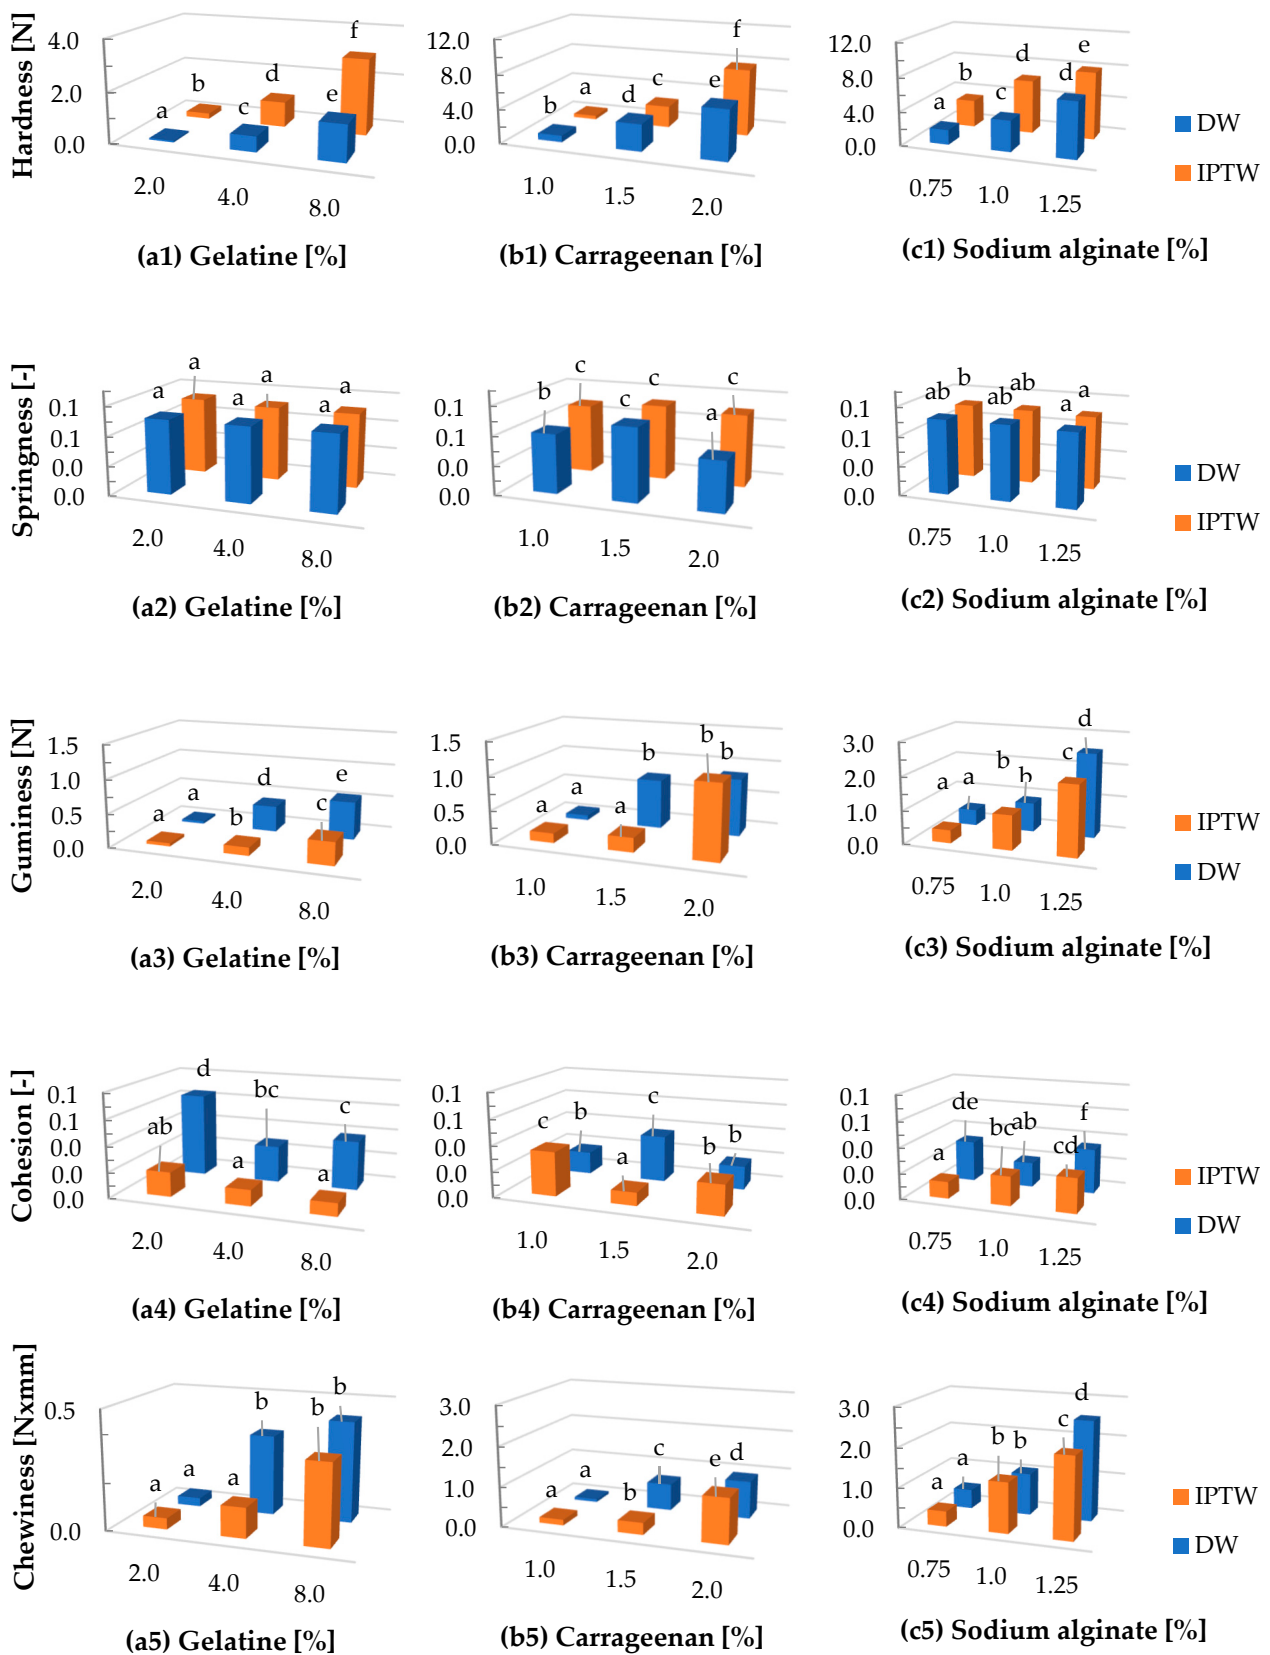 Hardness [N]
4.0
2.0
0.0
a
b
c
d
e
f
2.0
4.0
8.0
(a1) Gelatine [%]
12.0
8.0
4.0
0.0
b
a
d
c
e
f
1.0
1.5
2.0
(b1) Carrageenan [%]
12.0
8.0
4.0
0.0
a
b
c
d
d
e
0.75
1.0
1.25
(c1) Sodium alginate [%]
DW
IPTW
Springness [-]
0.1
0.1
0.0
0.0
a
a
a
a
a
a
2.0
4.0
8.0
(a2) Gelatine [%]
0.1
0.1
0.0
0.0
b
c
c
c
a
c
1.0
1.5
2.0
(b2) Carrageenan [%]
0.1
0.1
0.0
0.0
ab
b
ab
ab
a
a
0.75
1.0
1.25
(c2) Sodium alginate [%]
DW
IPTW
Guminess [N]
1.5
1.0
0.5
0.0
a
a
b
d
c
e
2.0
4.0
8.0
(a3) Gelatine [%]
1.5
1.0
0.5
0.0
a
a
a
b
b
b
1.0
1.5
2.0
(b3) Carrageenan [%]
3.0
2.0
1.0
0.0
a
a
b
b
c
d
0.75
1.0
1.25
(c3) Sodium alginate [%]
IPTW
DW
Cohesion [-]
0.1
0.1
0.0
0.0
0.0
ab
d
a
bc
a
c
2.0
4.0
8.0
(a4) Gelatine [%]
0.1
0.1
0.0
0.0
0.0
c
b
a
c
b
b
1.0
1.5
2.0
(b4) Carrageenan [%]
0.1
0.1
0.0
0.0
0.0
a
de
bc
ab
cd
f
0.75
1.0
1.25
(c4) Sodium alginate [%]
IPTW
DW
Chewiness [Nxmm]
0.5
0.0
a
a
a
b
b
b
2.0
4.0
8.0
(a5) Gelatine [%]
3.0
2.0
1.0
0.0
a
a
b
c
e
d
1.0
1.5
2.0
(b5) Carrageenan [%]
3.0
2.0
1.0
0.0
a
a
b
b
c
d
0.75
1.0
1.25
(c5) Sodium alginate [%]
IPTW
DW